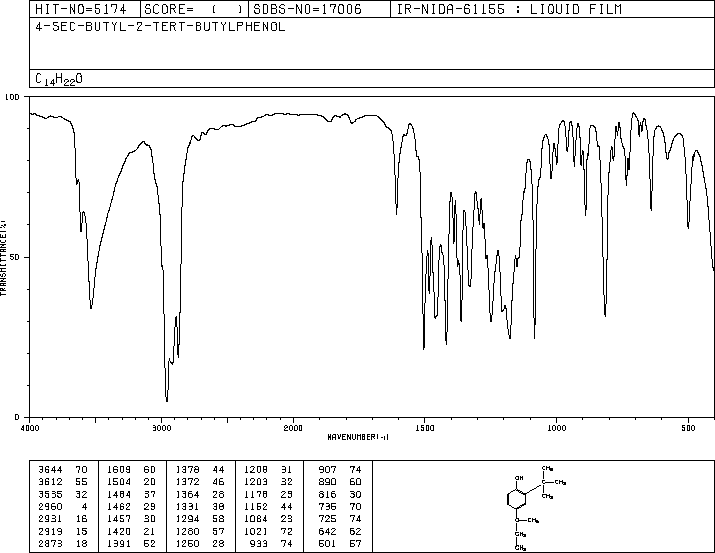 HIT-NO=5174 SCORE= ( ) SDBS-NO=17006 IR-NIDA-61155 : LIQUID FILM
4-SEC-BUTYL-2-TERT-BUTYLPHENOL
C14H22O
100
50
0
TRANSMITTANCE(%)
4000 3000 2000 1500 1000 500
WAVENUMBER(-1)
3644 70 1609 60 1378 44 1208 31 907 74
3612 55 1504 20 1372 46 1203 32 890 60
3535 32 1484 37 1364 28 1178 23 816 30
2960 4 1462 29 1331 38 1152 44 735 70
2931 16 1457 30 1294 58 1084 23 725 74
2919 15 1420 21 1280 57 1021 72 642 62
2873 18 1391 52 1250 28 933 74 501 57
OH
CH3
C CH3
CH3
C CH3
C
CH3